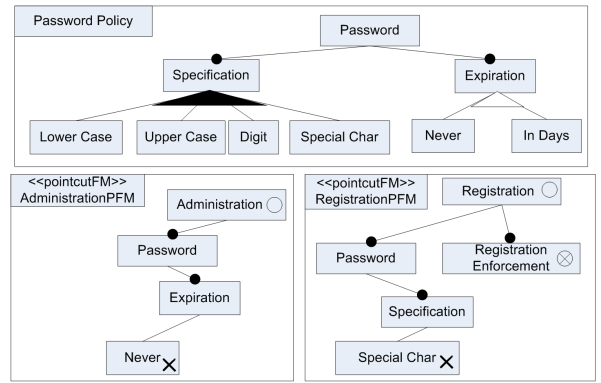 Password Policy
Password
Specification
Expiration
Lower Case
Upper Case
Digit
Special Char
Never
In Days
<<pointcutFM>>
AdministrationPFM
Administration
Password
Expiration
Never
<<pointcutFM>>
RegistrationPFM
Registration
Password
Registration
Enforcement
Specification
Special Char